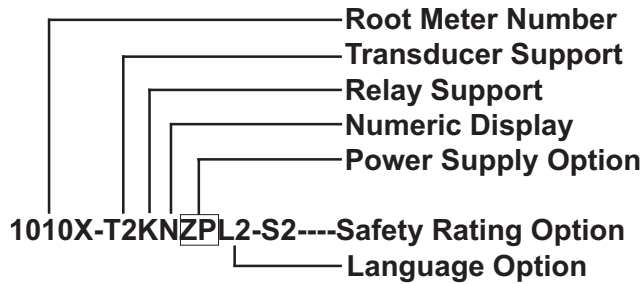 Root Meter Number
Transducer Support
Relay Support
Numeric Display
Power Supply Option
1010X-T2KNZPL2-S2----Safety Rating Option
Language Option